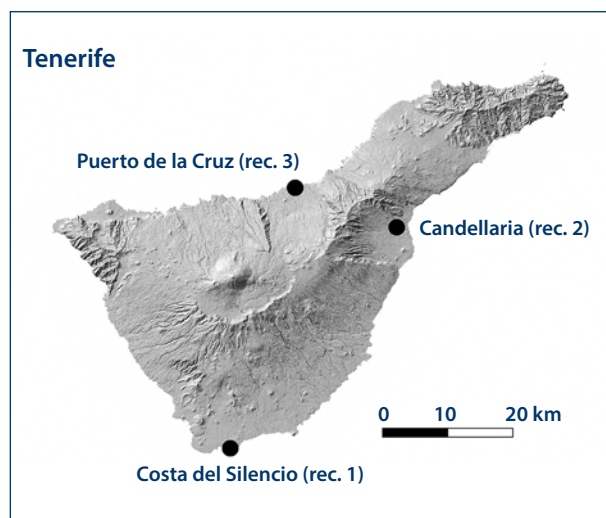 Tenerife
Puerto de la Cruz (rec. 3)
Candellaria (rec. 2)
0 10 20 km
Costa del Silencio (rec. 1)